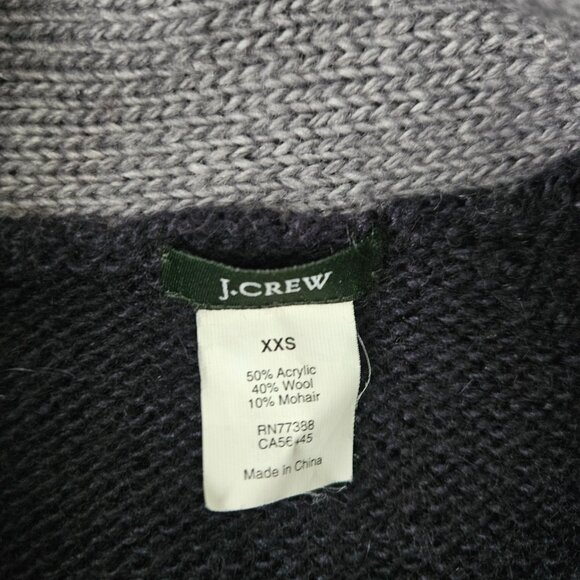 J.CREW
XXS
50% Acrylic
40% Wool
10% Mohair
RN77388
Made in China